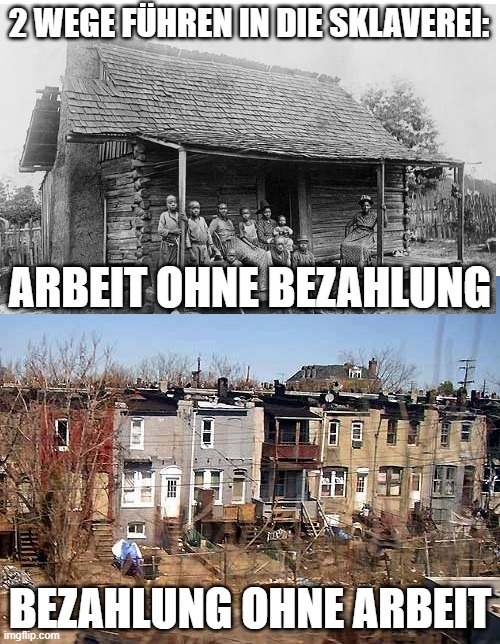 2 WEGE FÜHREN IN DIE SKLAVEREI:
ARBEIT OHNE BEZAHLUNG
BEZAHLUNG OHNE ARBEIT
imgflip.com